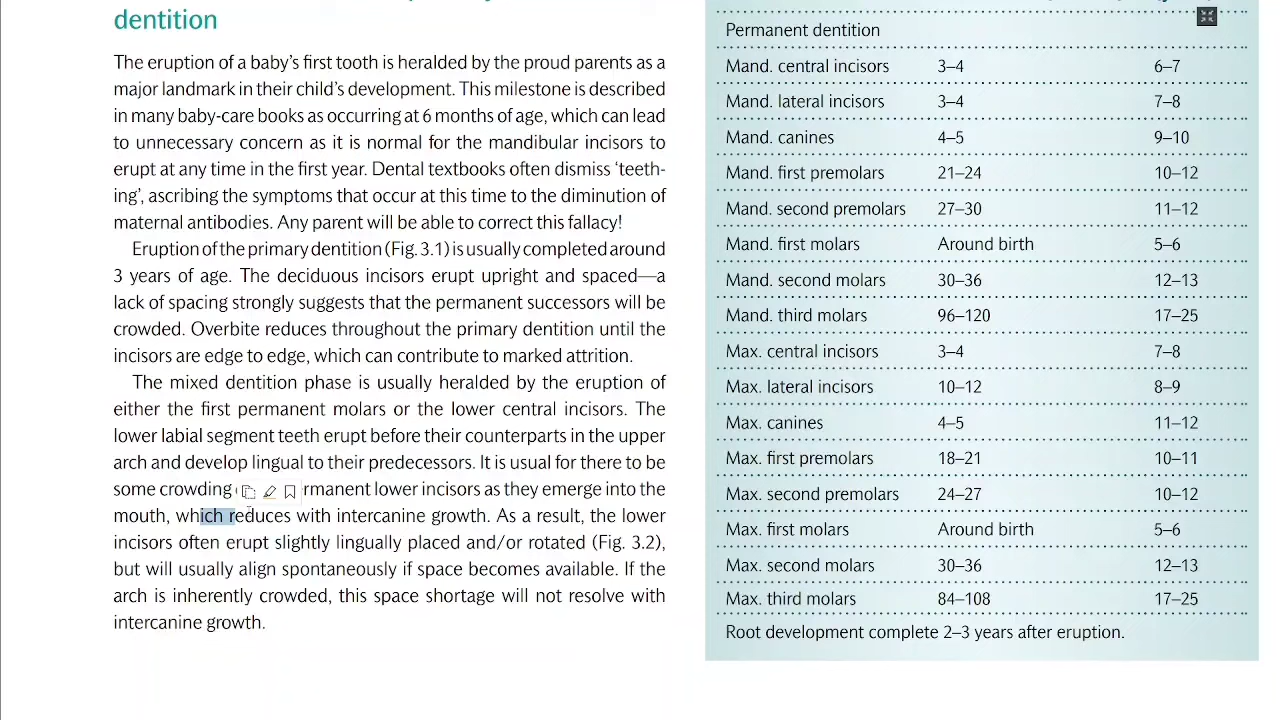 dentition
The eruption of a baby's first tooth is heralded by the proud parents as a
major landmark in their child's development. This milestone is described
in many baby-care books as occurring at 6 months of age, which can lead
to unnecessary concern as it is normal for the mandibular incisors to
erupt at any time in the first year. Dental textbooks often dismiss 'teeth-
ing', ascribing the symptoms that occur at this time to the diminution of
maternal antibodies. Any parent will be able to correct this fallacy!
Eruption of the primary dentition (Fig. 3.1) is usually completed around
3 years of age. The deciduous incisors erupt upright and spaced—a
lack of spacing strongly suggests that the permanent successors will be
crowded. Overbite reduces throughout the primary dentition until the
incisors are edge to edge, which can contribute to marked attrition.
The mixed dentition phase is usually heralded by the eruption of
either the first permanent molars or the lower central incisors. The
lower labial segment teeth erupt before their counterparts in the upper
arch and develop lingual to their predecessors. It is usual for there to be
some crowding rmanent lower incisors as they emerge into the
mouth, which reduces with intercanine growth. As a result, the lower
incisors often erupt slightly lingually placed and/or rotated (Fig. 3.2),
but will usually align spontaneously if space becomes available. If the
arch is inherently crowded, this space shortage will not resolve with
intercanine growth.
Permanent dentition
Mand. central incisors 3–4 6–7
Mand. lateral incisors 3–4 7–8
Mand. canines 4–5 9–10
Mand. first premolars 21–24 10–12
Mand. second premolars 27–30 11–12
Mand. first molars Around birth 5–6
Mand. second molars 30–36 12–13
Mand. third molars 96–120 17–25
Max. central incisors 3–4 7–8
Max. lateral incisors 10–12 8–9
Max. canines 4–5 11–12
Max. first premolars 18–21 10–11
Max. second premolars 24–27 10–12
Max. first molars Around birth 5–6
Max. second molars 30–36 12–13
Max. third molars 84–108 17–25
Root development complete 2–3 years after eruption.